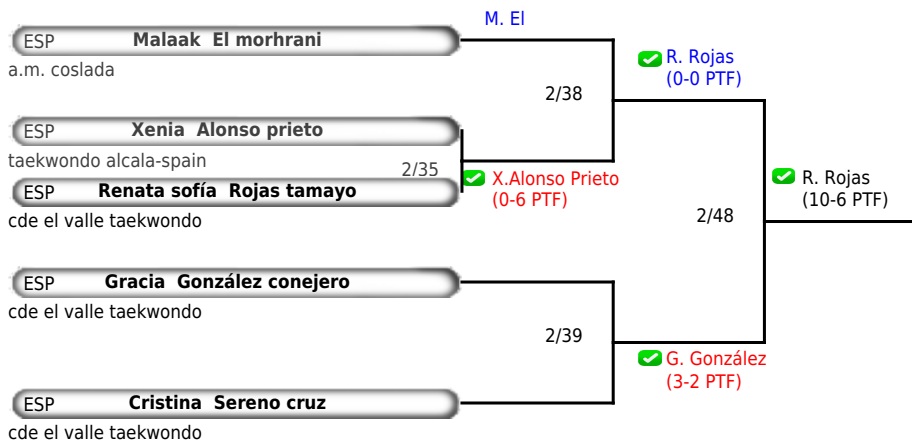 M. El
ESP Malaak El morhrani
a.m. coslada
R. Rojas
(0-0 PTF)
2/38
ESP Xenia Alonso prieto
taekwondo alcala-spain
2/35
X.Alonso Prieto
(0-6 PTF)
ESP Renata sofía Rojas tamayo
cde el valle taekwondo
R. Rojas
(10-6 PTF)
2/48
ESP Gracia González conejero
cde el valle taekwondo
2/39
G. González
(3-2 PTF)
ESP Cristina Sereno cruz
cde el valle taekwondo